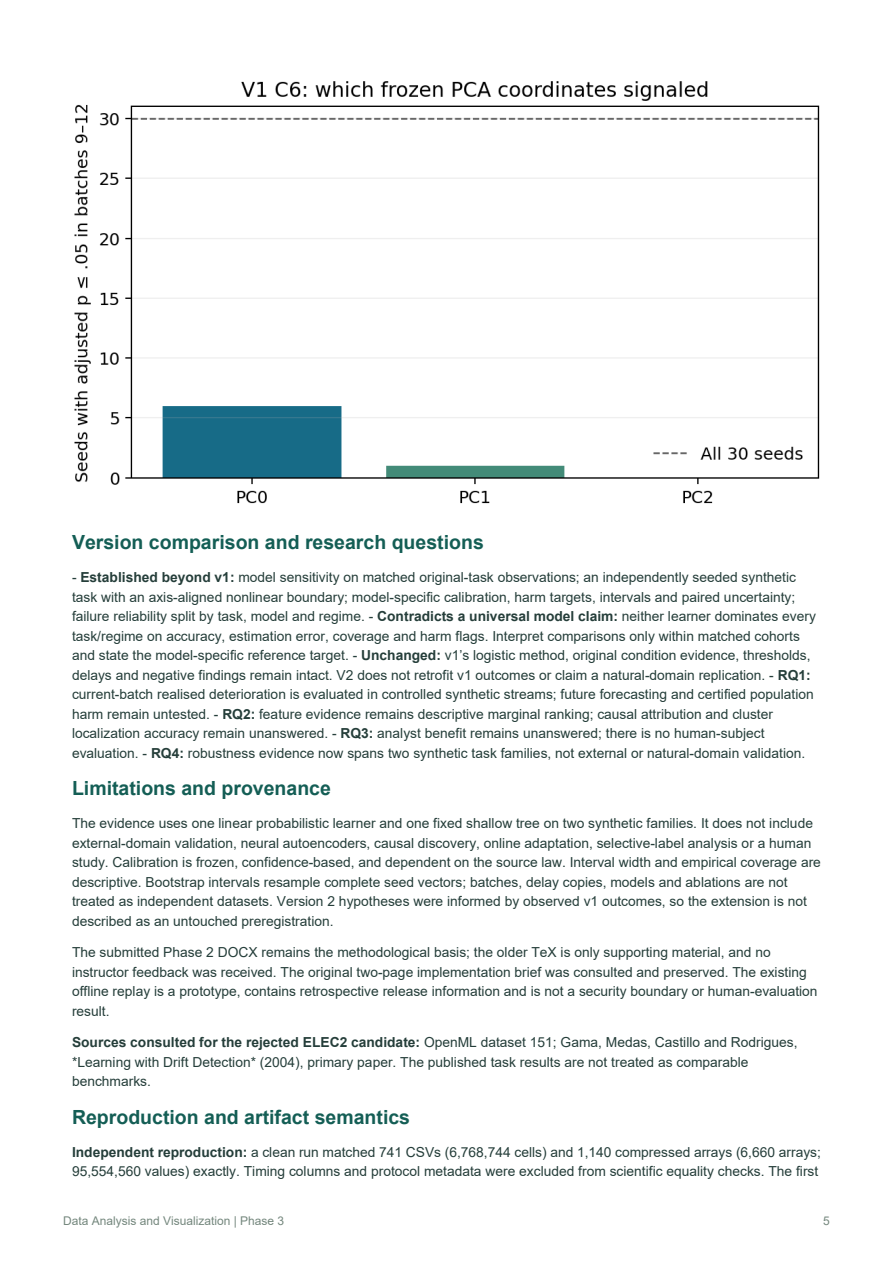 V1 C6: which frozen PCA coordinates signaled
Seeds with adjusted p ≤ .05 in batches 9–12
30
25
20
15
10
5
0
All 30 seeds
PC0
PC1
PC2
Version comparison and research questions
- Established beyond v1: model sensitivity on matched original-task observations; an independently seeded synthetic
task with an axis-aligned nonlinear boundary; model-specific calibration, harm targets, intervals and paired uncertainty;
failure reliability split by task, model and regime. - Contradicts a universal model claim: neither learner dominates every
task/regime on accuracy, estimation error, coverage and harm flags. Interpret comparisons only within matched cohorts
and state the model-specific reference target. - Unchanged: v1's logistic method, original condition evidence, thresholds,
delays and negative findings remain intact. V2 does not retrofit v1 outcomes or claim a natural-domain replication. - RQ1:
current-batch realised deterioration is evaluated in controlled synthetic streams; future forecasting and certified population
harm remain untested. - RQ2: feature evidence remains descriptive marginal ranking; causal attribution and cluster
localization accuracy remain unanswered. - RQ3: analyst benefit remains unanswered; there is no human-subject
evaluation. - RQ4: robustness evidence now spans two synthetic task families, not external or natural-domain validation.
Limitations and provenance
The evidence uses one linear probabilistic learner and one fixed shallow tree on two synthetic families. It does not include
external-domain validation, neural autoencoders, causal discovery, online adaptation, selective-label analysis or a human
study. Calibration is frozen, confidence-based, and dependent on the source law. Interval width and empirical coverage are
descriptive. Bootstrap intervals resample complete seed vectors; batches, delay copies, models and ablations are not
treated as independent datasets. Version 2 hypotheses were informed by observed v1 outcomes, so the extension is not
described as an untouched preregistration.
The submitted Phase 2 DOCX remains the methodological basis; the older TeX is only supporting material, and no
instructor feedback was received. The original two-page implementation brief was consulted and preserved. The existing
offline replay is a prototype, contains retrospective release information and is not a security boundary or human-evaluation
result.
Sources consulted for the rejected ELEC2 candidate: OpenML dataset 151; Gama, Medas, Castillo and Rodrigues,
*Learning with Drift Detection* (2004), primary paper. The published task results are not treated as comparable
benchmarks.
Reproduction and artifact semantics
Independent reproduction: a clean run matched 741 CSVs (6,768,744 cells) and 1,140 compressed arrays (6,660 arrays;
95,554,560 values) exactly. Timing columns and protocol metadata were excluded from scientific equality checks. The first
Data Analysis and Visualization | Phase 3
5